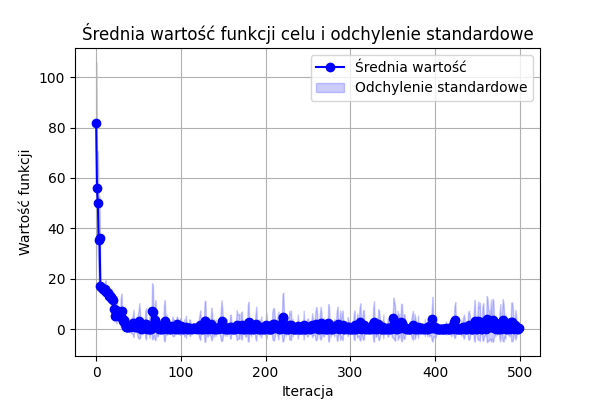 Średnia wartość funkcji celu i odchylenie standardowe
Średnia wartość
Odchylenie standardowe
Wartość funkcji
100
80
60
40
20
0
0 100 200 300 400 500
Iteracja